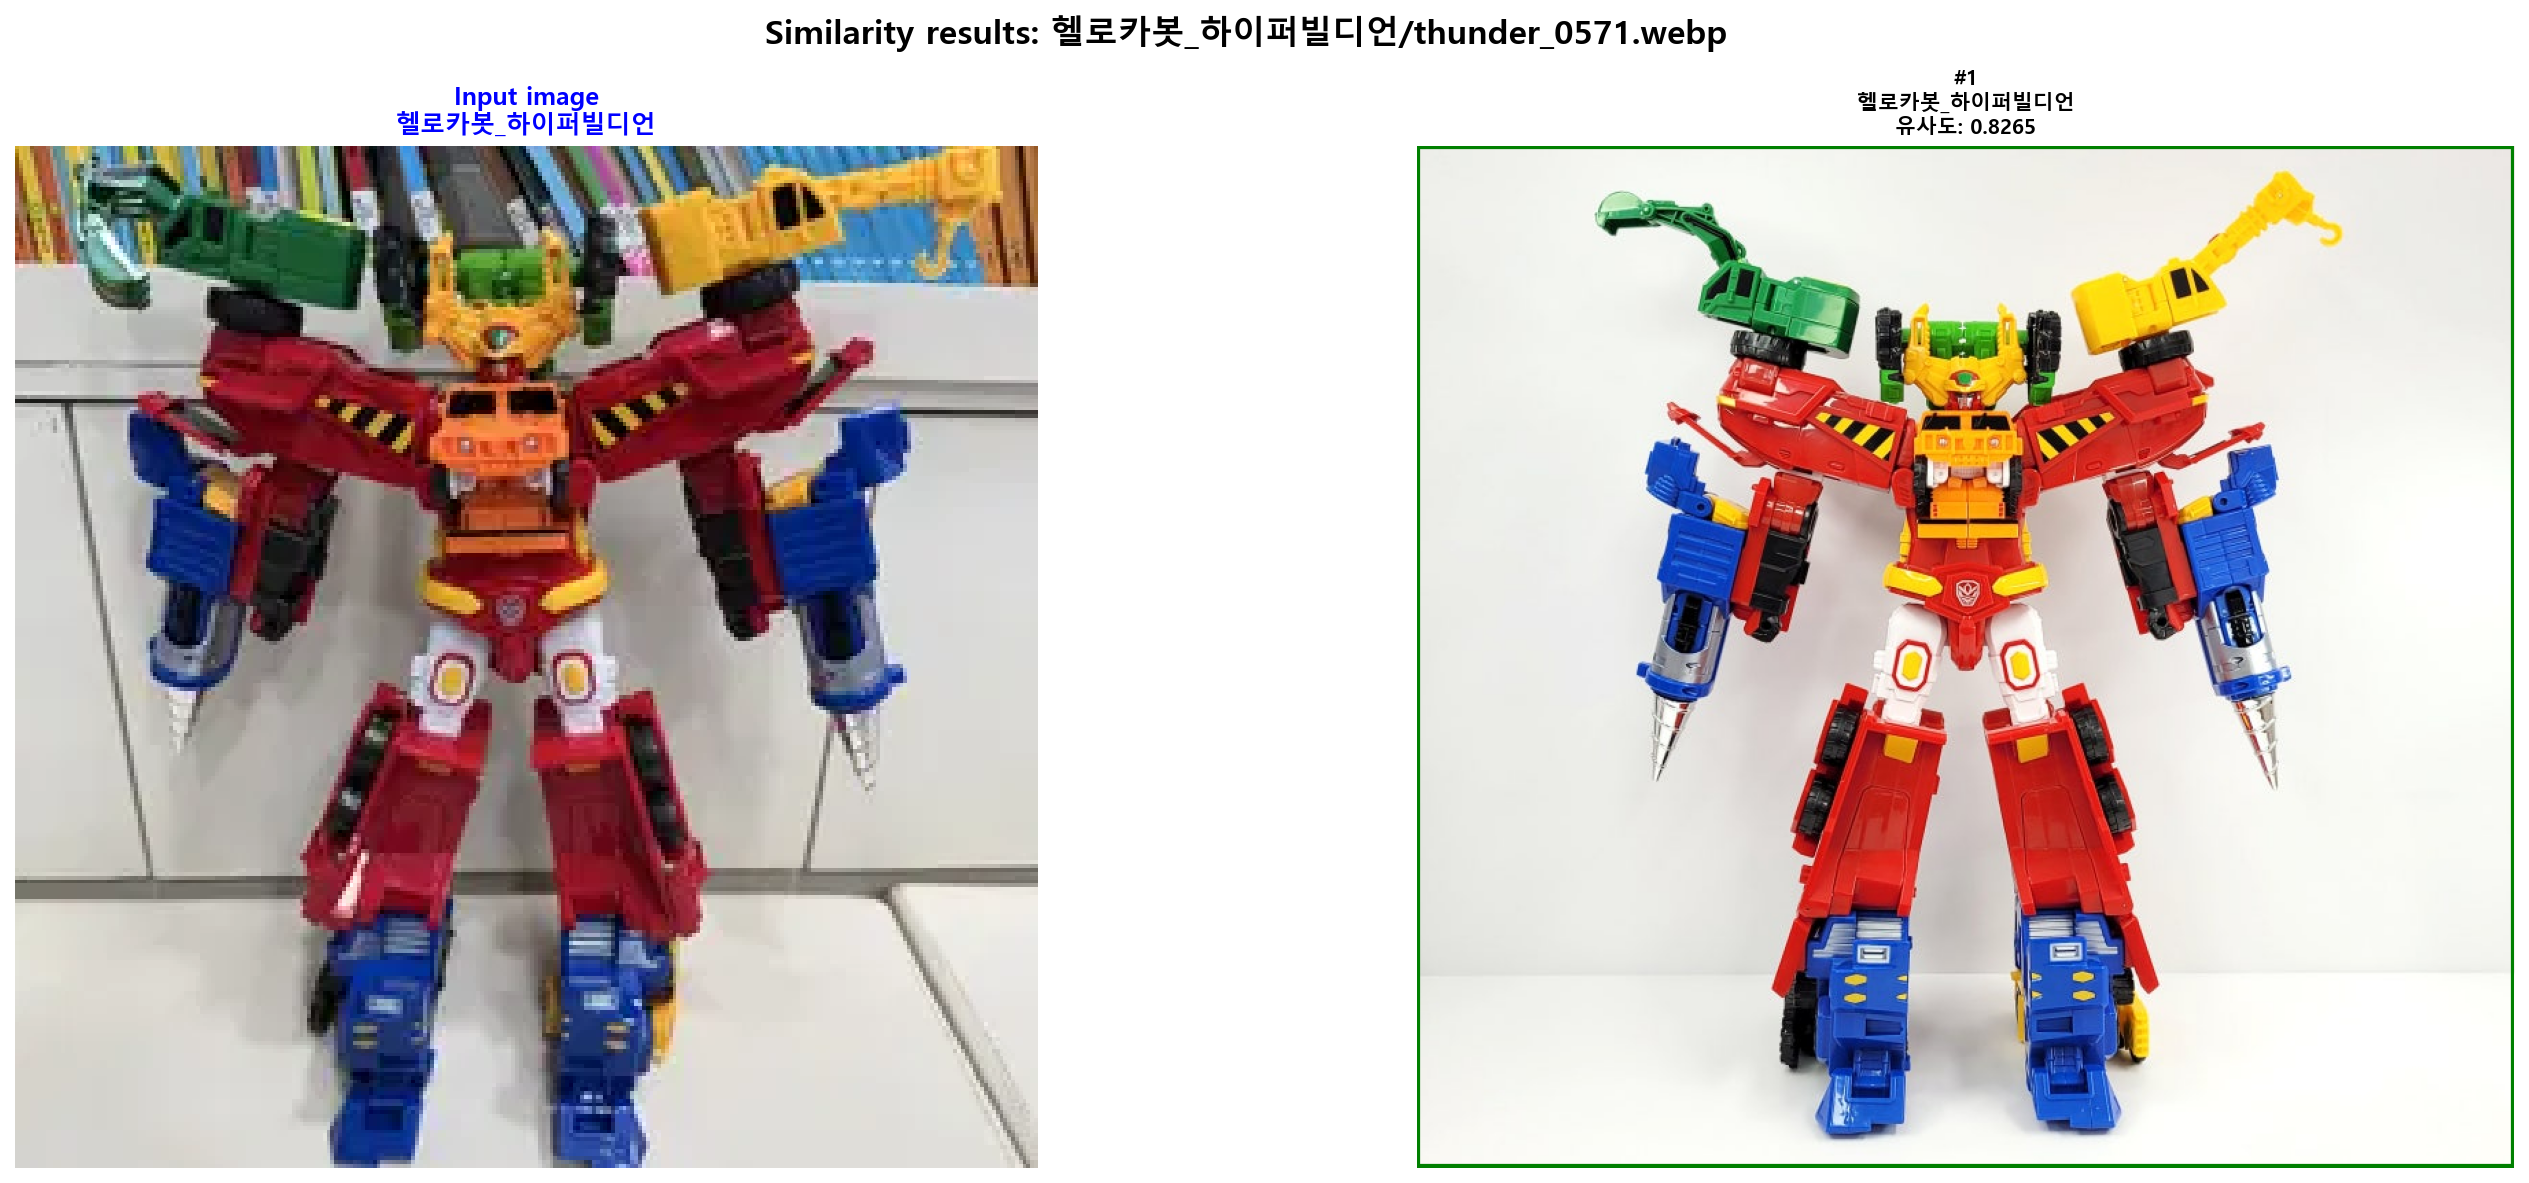 Similarity results: 헬로카봇_하이퍼빌디언/thunder_0571.webp
Input image
헬로카봇_하이퍼빌디언
#1
헬로카봇_하이퍼빌디언
유사도: 0.8265